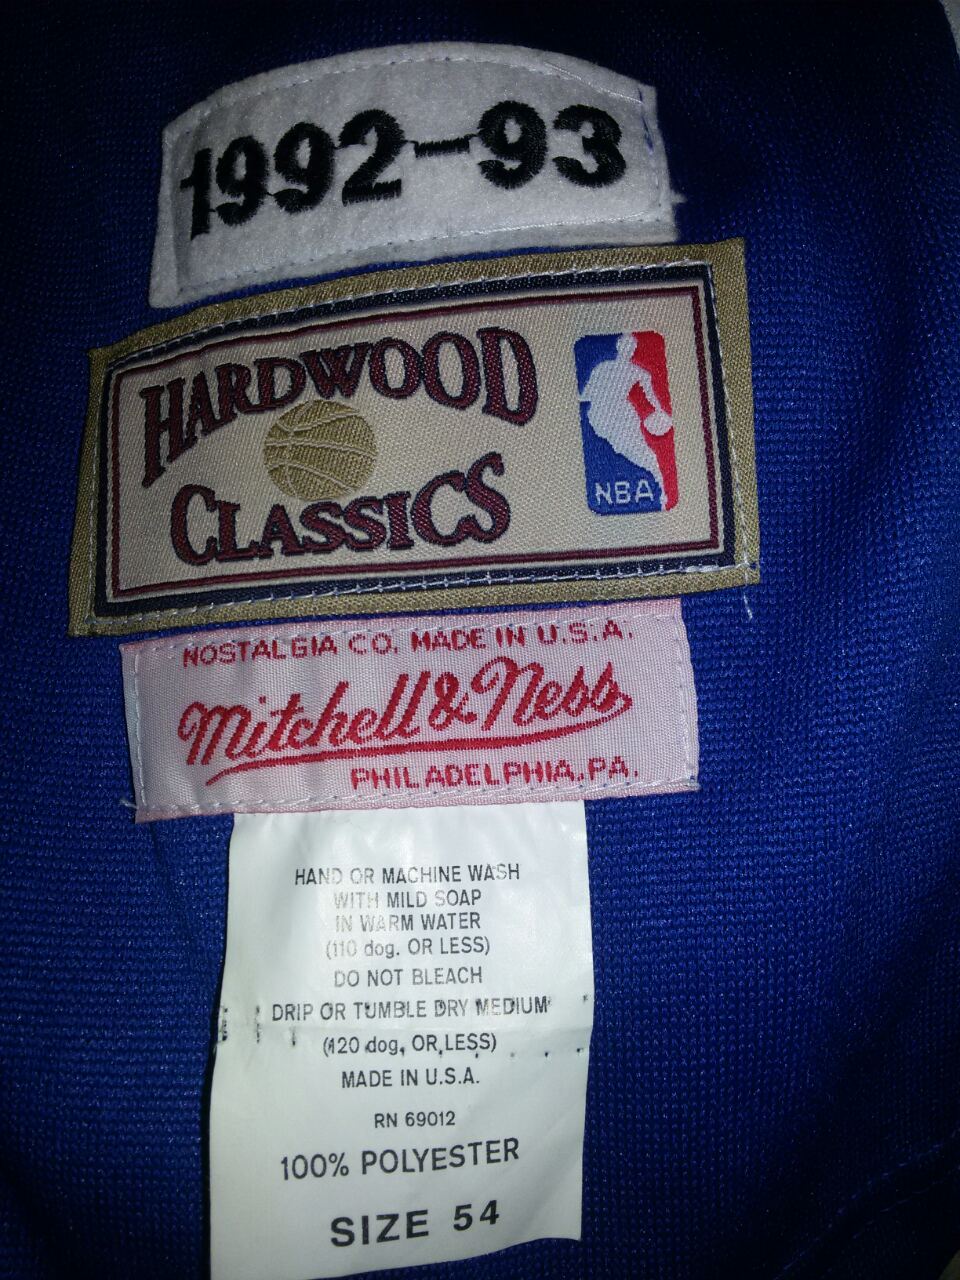 1992-93
HARDWOOD
CLASSICS
NBA
NOSTALGIA CO. MADE IN U.S.A.
Mitchell & Ness
PHILADELPHIA, PA.
HAND OR MACHINE WASH
WITH MILD SOAP
IN WARM WATER
(110 dog. OR LESS)
DO NOT BLEACH
DRIP OR TUMBLE DRY MEDIUM
(120 dog, OR, LESS)
MADE IN U.S.A.
RN 69012
100% POLYESTER
SIZE 54